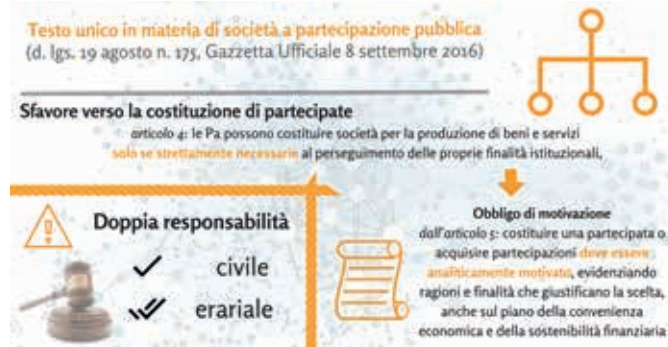 Testo unico in materia di società a partecipazione pubblica
(d. lgs. 19 agosto n. 175, Gazzetta Ufficiale 8 settembre 2016)
Sfavore verso la costituzione di partecipate
articolo 4: le Pa possono costituire società per la produzione di beni e servizi
solo se strettamente necessarie al perseguimento delle proprie finalità istituzionali,
Doppia responsabilità
civile
erariale
Obbligo di motivazione
dall'articolo 5: costituire una partecipata o
acquisire partecipazioni deve essere
analiticamente motivato, evidenziando
ragioni e finalità che giustificano la scelta,
anche sul piano della convenienza
economica e della sostenibilità finanziaria